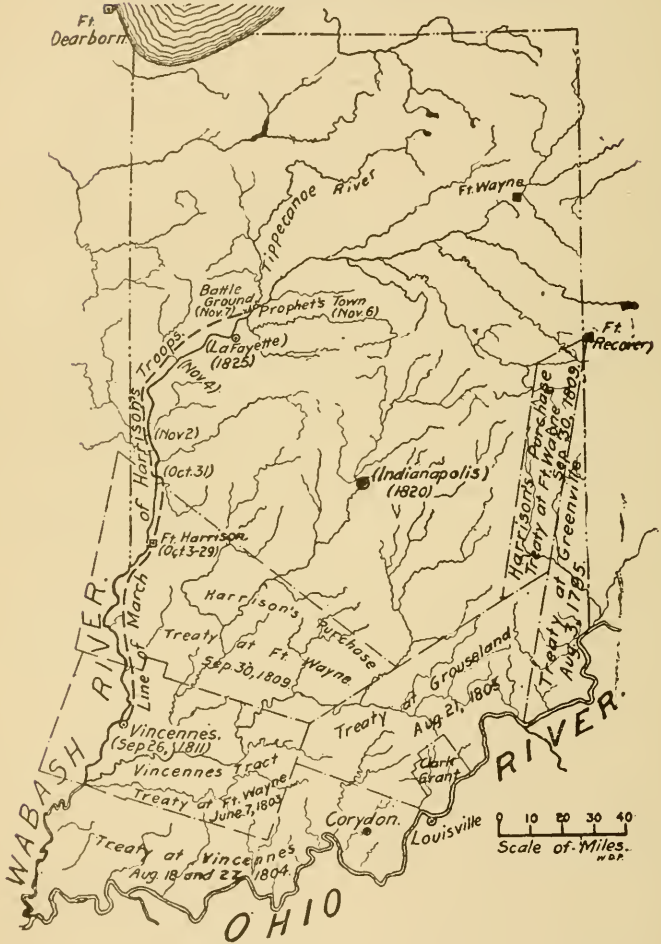 Ft.
Dearborn.
Tippecanoe River
Ft. Wayne
Battle
Ground
(Nov. 7)
Prophet's Town
(Nov. 6)
Ft.
Recovery
(LaFayette)
(1825)
(Nov 4)
(Nov 2)
(Oct. 31)
Line of March of Harrison's Troops.
(Indianapolis)
(1820)
Harrison's Purchase
Treaty at Ft. Wayne
Sep 30, 1809.
Treaty at Greenville.
Aug. 3, 1795.
Ft. Harrison
(Oct 3-29)
Harrison's Purchase
Treaty at Ft. Wayne.
Sep 30, 1809.
Treaty at Grouseland
Aug. 21, 1805
Vincennes.
(Sep 26, 1811)
Vincennes Tract
Treaty at Ft. Wayne
June 7, 1803
Clark
Grant
Corydon.
Louisville
Treaty at Vincennes
Aug 18 and 27, 1804.
WABASH RIVER.
OHIO RIVER.
0 10 20 30 40
Scale of Miles.
W.D.P.